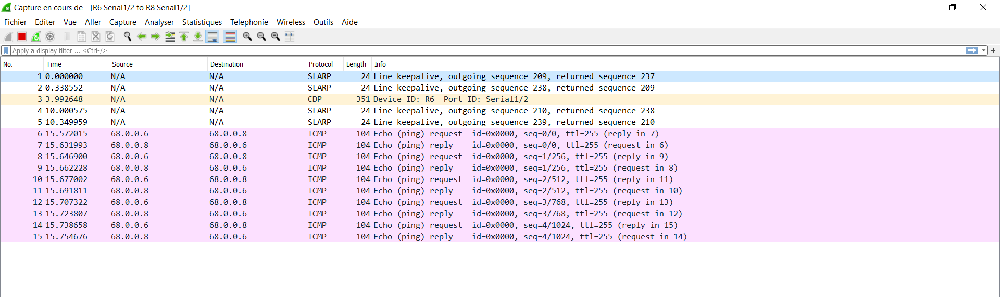 Capture en cours de - [R6 Serial1/2 to R8 Serial1/2]
Fichier Editer Vue Aller Capture Analyser Statistiques Telephonie Wireless Outils Aide
Apply a display filter ... <Ctrl-/>
No. Time Source Destination Protocol Length Info
1 0.000000 N/A N/A SLARP 24 Line keepalive, outgoing sequence 209, returned sequence 237
2 0.338552 N/A N/A SLARP 24 Line keepalive, outgoing sequence 238, returned sequence 209
3 3.992648 N/A N/A CDP 351 Device ID: R6 Port ID: Serial1/2
4 10.000575 N/A N/A SLARP 24 Line keepalive, outgoing sequence 210, returned sequence 238
5 10.349959 N/A N/A SLARP 24 Line keepalive, outgoing sequence 239, returned sequence 210
6 15.572015 68.0.0.6 68.0.0.8 ICMP 104 Echo (ping) request id=0x0000, seq=0/0, ttl=255 (reply in 7)
7 15.631993 68.0.0.8 68.0.0.6 ICMP 104 Echo (ping) reply id=0x0000, seq=0/0, ttl=255 (request in 6)
8 15.646900 68.0.0.6 68.0.0.8 ICMP 104 Echo (ping) request id=0x0000, seq=1/256, ttl=255 (reply in 9)
9 15.662228 68.0.0.8 68.0.0.6 ICMP 104 Echo (ping) reply id=0x0000, seq=1/256, ttl=255 (request in 8)
10 15.677002 68.0.0.6 68.0.0.8 ICMP 104 Echo (ping) request id=0x0000, seq=2/512, ttl=255 (reply in 11)
11 15.691811 68.0.0.8 68.0.0.6 ICMP 104 Echo (ping) reply id=0x0000, seq=2/512, ttl=255 (request in 10)
12 15.707322 68.0.0.6 68.0.0.8 ICMP 104 Echo (ping) request id=0x0000, seq=3/768, ttl=255 (reply in 13)
13 15.723807 68.0.0.8 68.0.0.6 ICMP 104 Echo (ping) reply id=0x0000, seq=3/768, ttl=255 (request in 12)
14 15.738658 68.0.0.6 68.0.0.8 ICMP 104 Echo (ping) request id=0x0000, seq=4/1024, ttl=255 (reply in 15)
15 15.754676 68.0.0.8 68.0.0.6 ICMP 104 Echo (ping) reply id=0x0000, seq=4/1024, ttl=255 (request in 14)